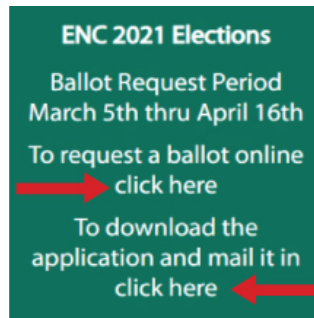 ENC 2021 Elections
Ballot Request Period
March 5th thru April 16th
To request a ballot online
click here
To download the
application and mail it in
click here